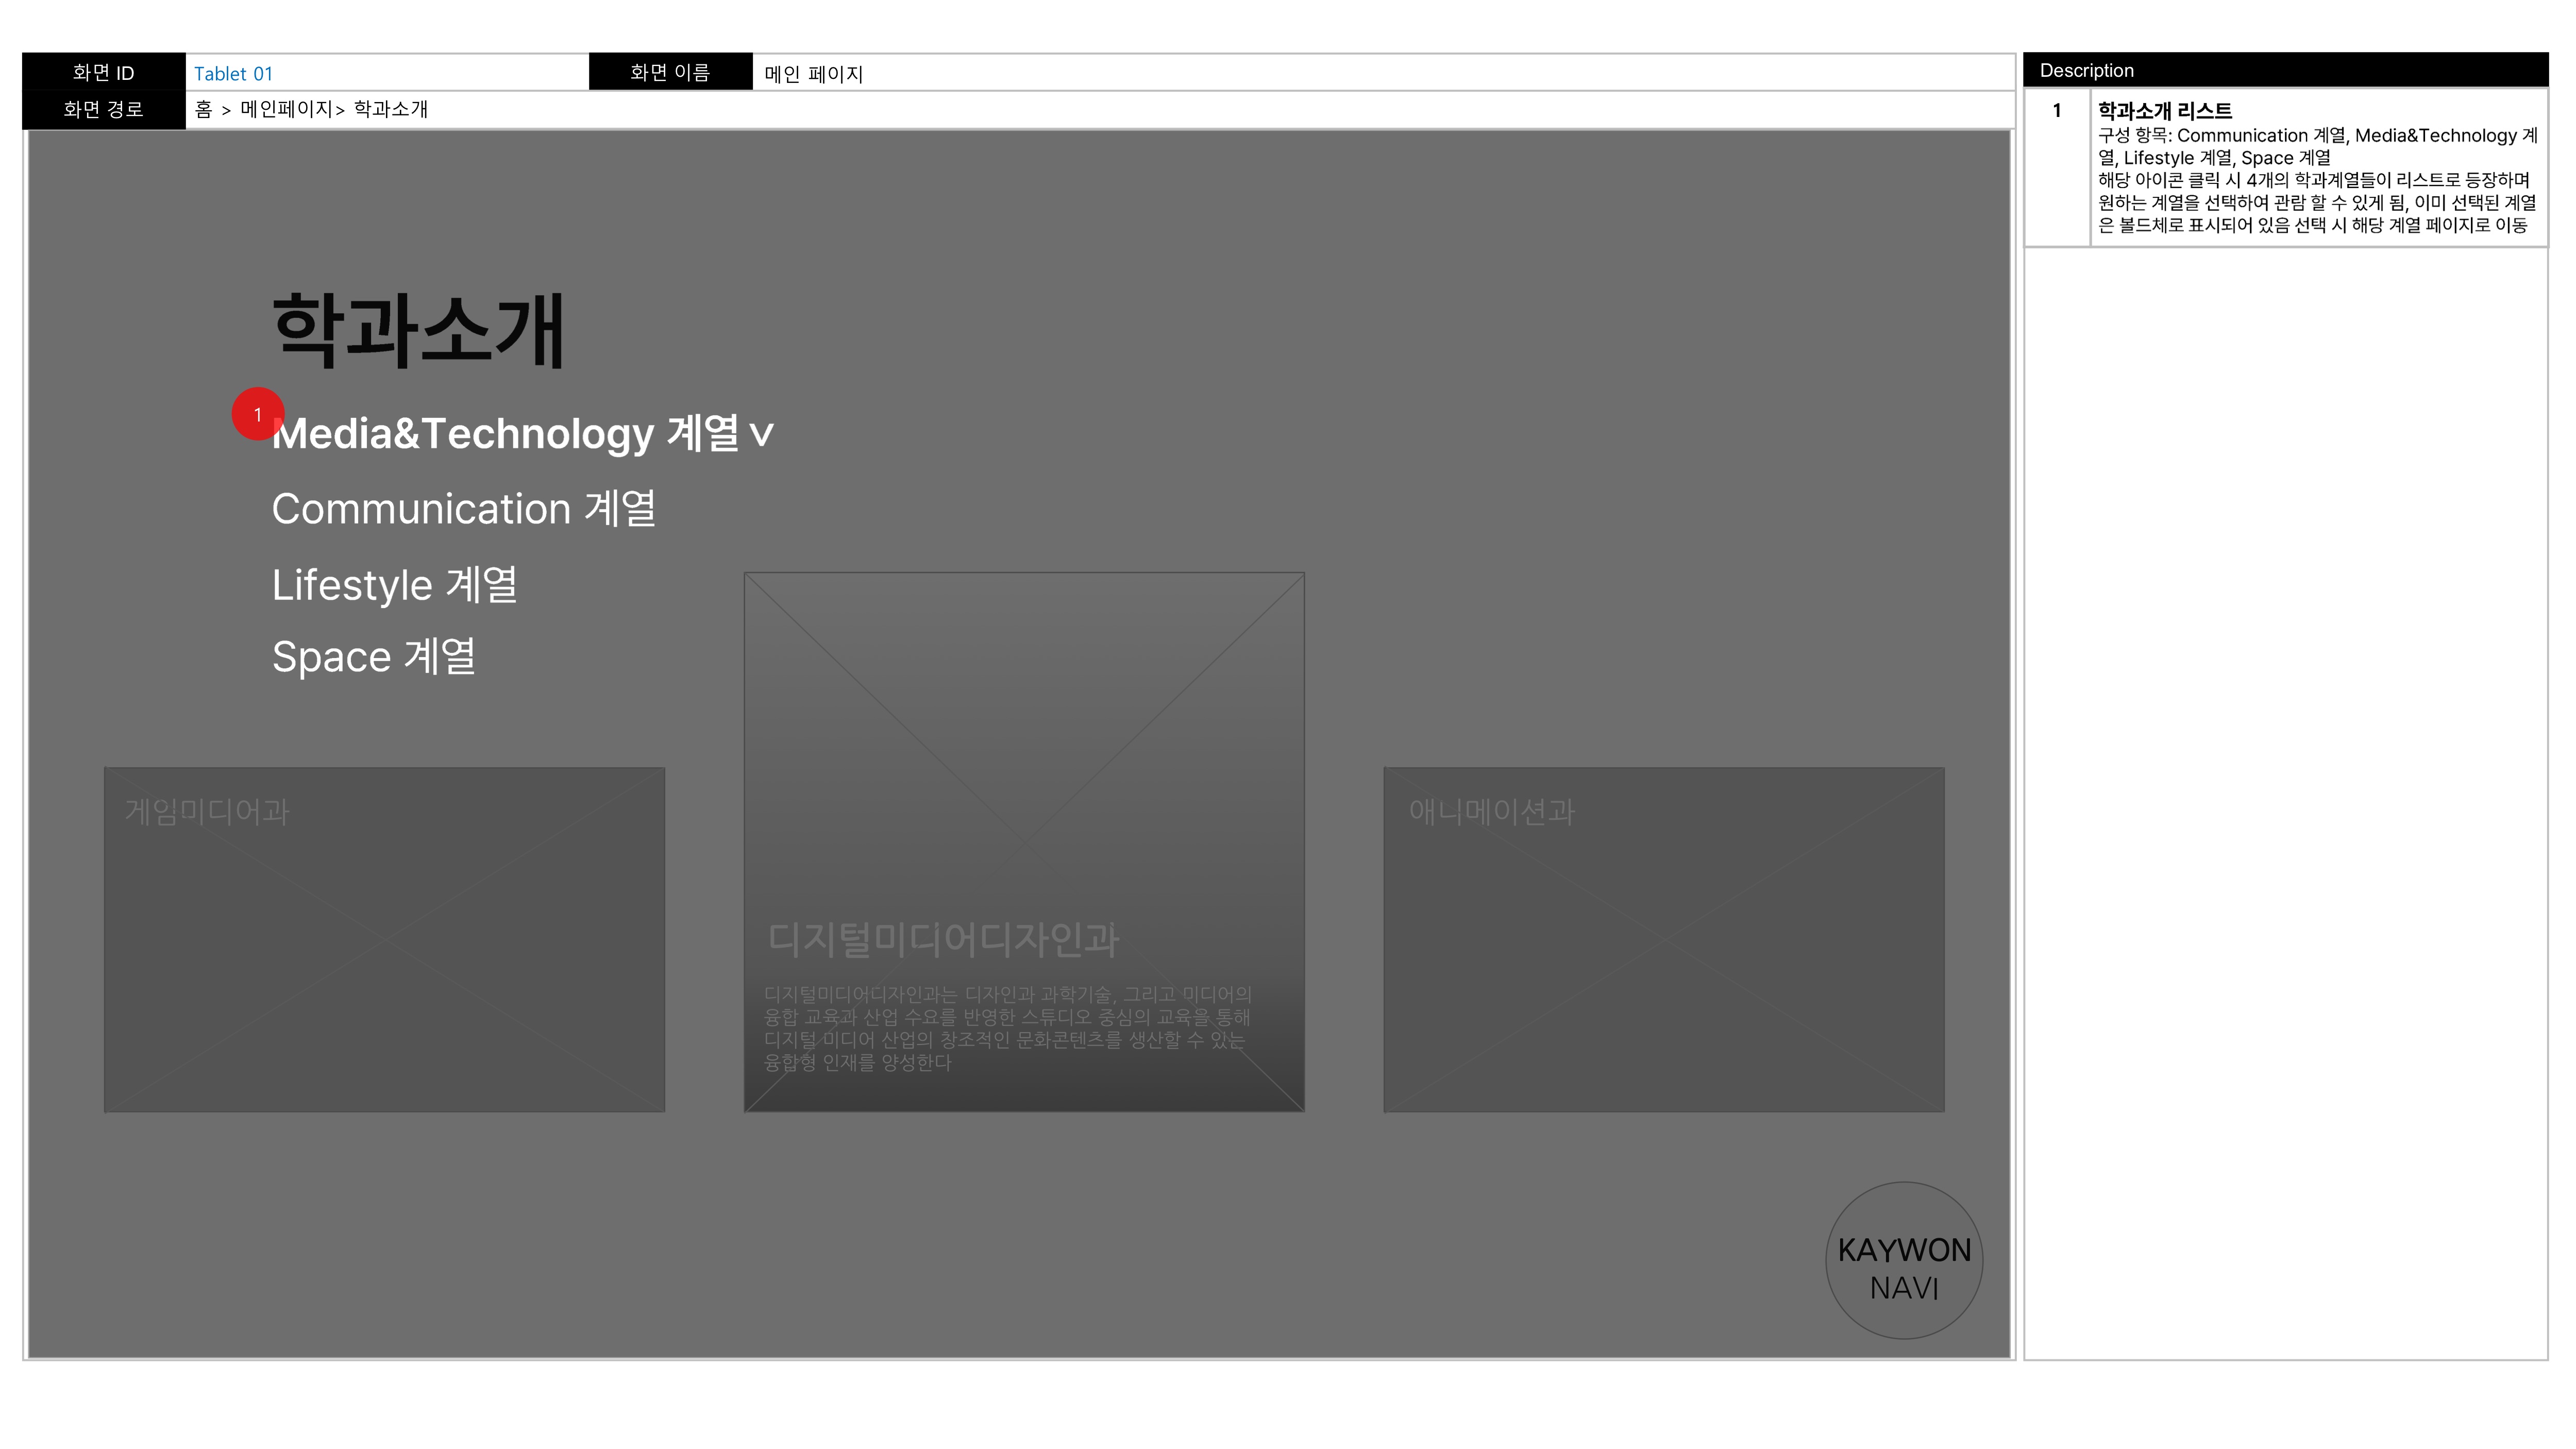 화면 ID
Tablet 01
화면 이름
메인 페이지
화면 경로
홈 > 메인페이지> 학과소개
학과소개
1
Media&Technology 계열 ∨
Communication 계열
Lifestyle 계열
Space 계열
게임미디어과
디지털미디어디자인과
디지털미디어디자인과는 디자인과 과학기술, 그리고 미디어의
융합 교육과 산업 수요를 반영한 스튜디오 중심의 교육을 통해
디지털 미디어 산업의 창조적인 문화콘텐츠를 생산할 수 있는
융합형 인재를 양성한다
애니메이션과
KAYWON
NAVI
Description
1
학과소개 리스트
구성 항목: Communication 계열, Media&Technology 계
열, Lifestyle 계열, Space 계열
해당 아이콘 클릭 시 4개의 학과계열들이 리스트로 등장하며
원하는 계열을 선택하여 관람 할 수 있게 됨, 이미 선택된 계열
은 볼드체로 표시되어 있음 선택 시 해당 계열 페이지로 이동